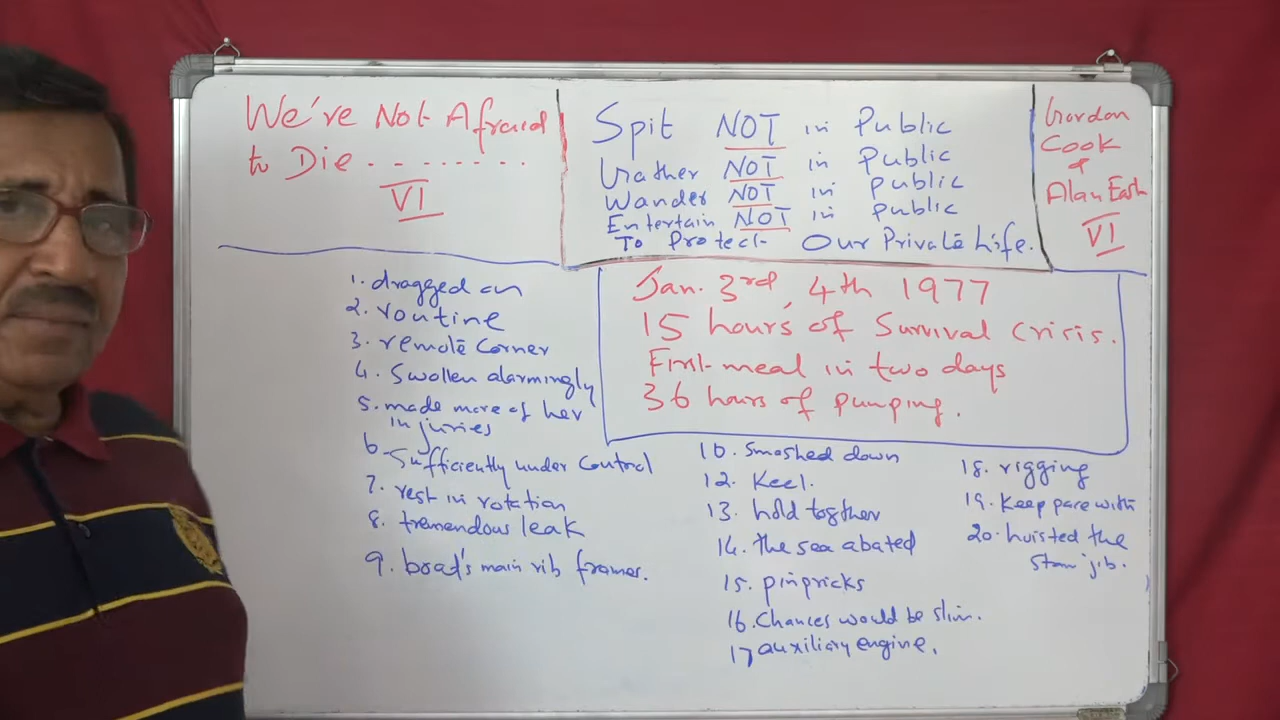 We're Not Afraid
to Die - - - - - - - -
VI
Spit NOT in Public
Gather NOT in Public
Wander NOT in Public
Entertain NOT in Public
To Protect Our Private Life.
Gordon
Cook
&
Alan East
VI
Jan. 3rd, 4th 1977
15 hours of Survival Crisis.
First meal in two days
36 hours of pumping.
1. dragged on
2. routine
3. remote corner
4. Swollen alarmingly
5. made more of her
injuries
6. Sufficiently under control
7. rest in rotation
8. tremendous leak
9. boad's main rib frames.
10. Smashed down
12. Keel.
13. hold together
14. the sea abated
15. pinpricks
16. Chances would be slim.
17 auxiliary engine.
18. rigging
19. Keep pace with
20. hoisted the
storm jib.